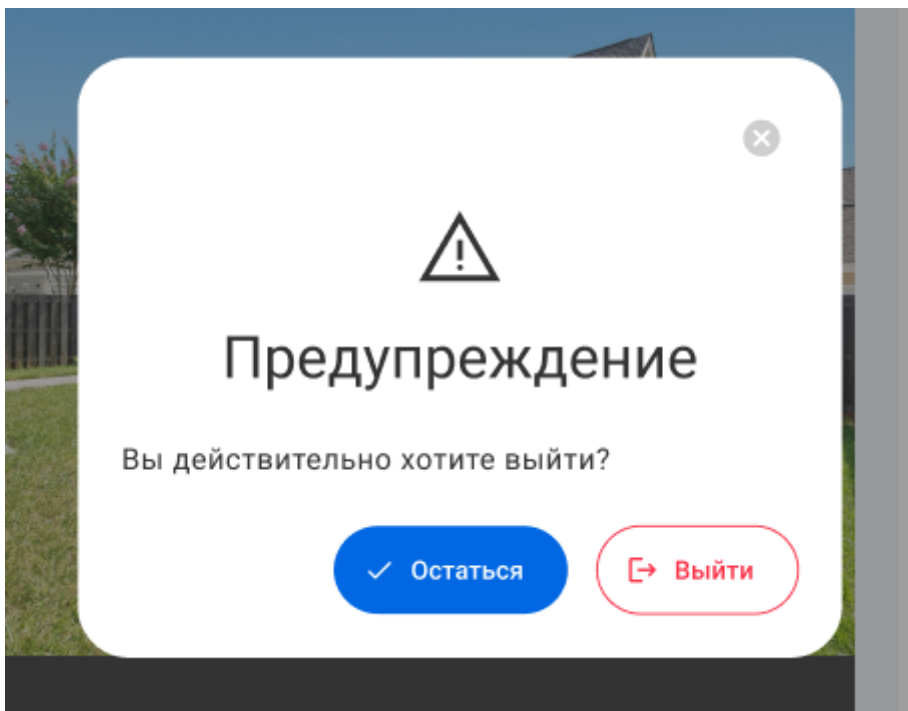 Предупреждение
Вы действительно хотите выйти?
Остаться
Выйти